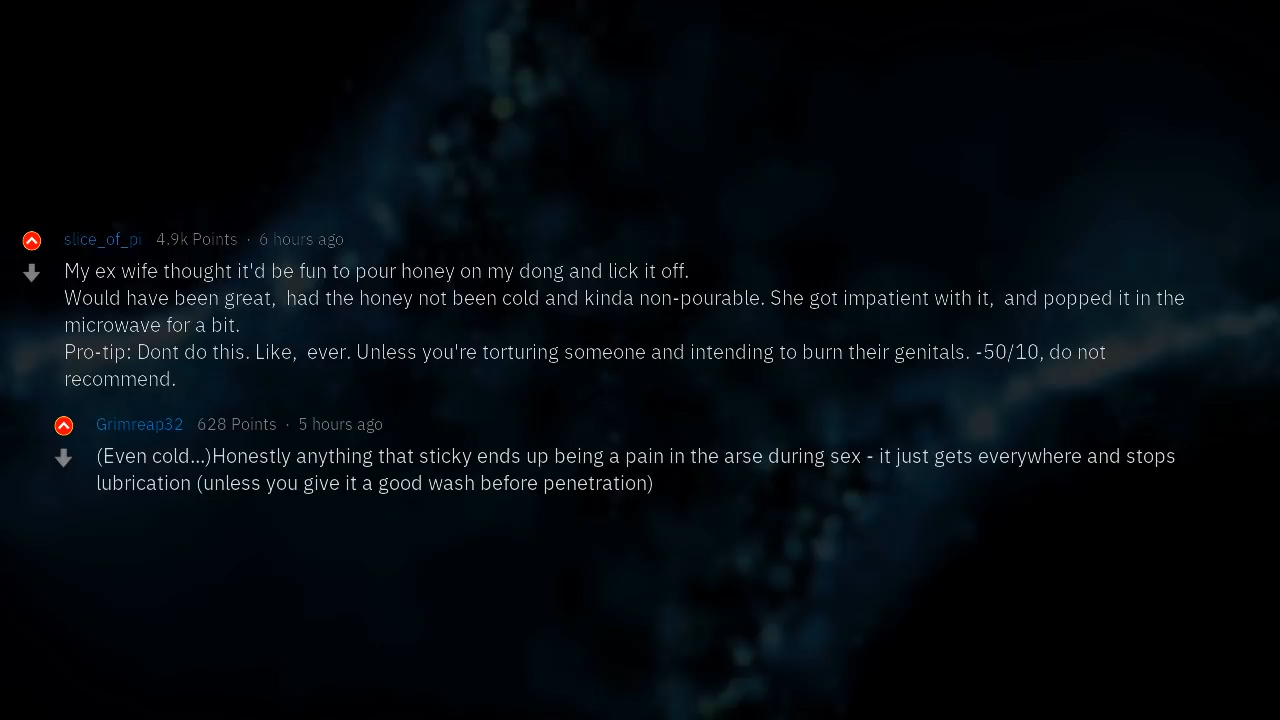 slice_of_pi 4.9k Points · 6 hours ago
My ex wife thought it'd be fun to pour honey on my dong and lick it off.
Would have been great,  had the honey not been cold and kinda non-pourable. She got impatient with it,  and popped it in the
microwave for a bit.
Pro-tip: Dont do this. Like,  ever. Unless you're torturing someone and intending to burn their genitals. -50/10, do not
recommend.
Grimreap32 628 Points · 5 hours ago
(Even cold...)Honestly anything that sticky ends up being a pain in the arse during sex - it just gets everywhere and stops
lubrication (unless you give it a good wash before penetration)